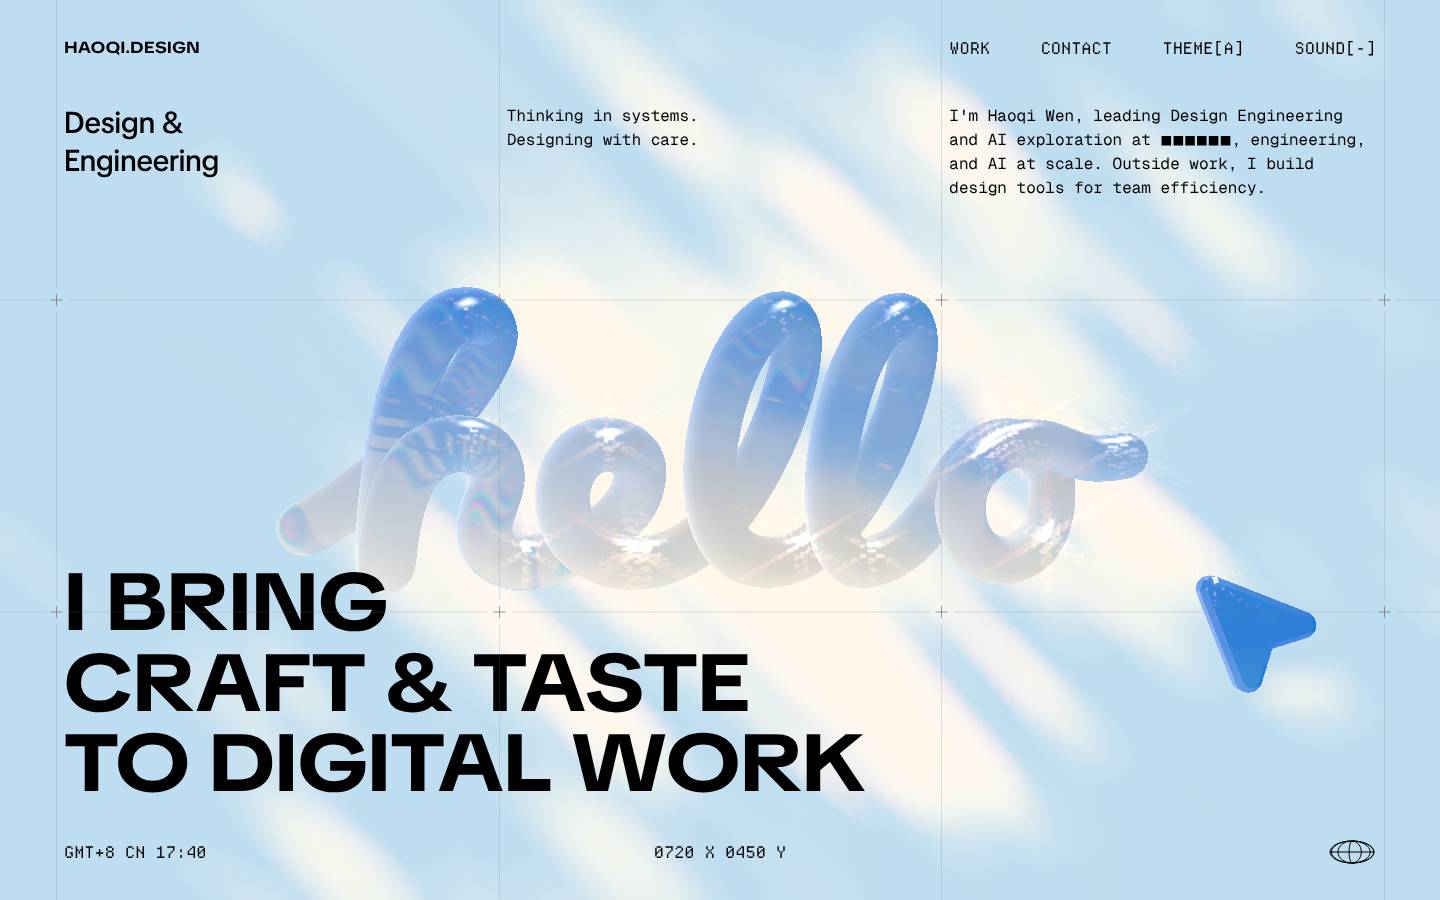 HAOQI.DESIGN
WORK CONTACT THEME[A] SOUND[-]
Design &
Engineering
Thinking in systems.
Designing with care.
I'm Haoqi Wen, leading Design Engineering
and AI exploration at ■■■■■■, engineering,
and AI at scale. Outside work, I build
design tools for team efficiency.
hello
I BRING
CRAFT & TASTE
TO DIGITAL WORK
GMT+8 CN 17:40
0720 X 0450 Y